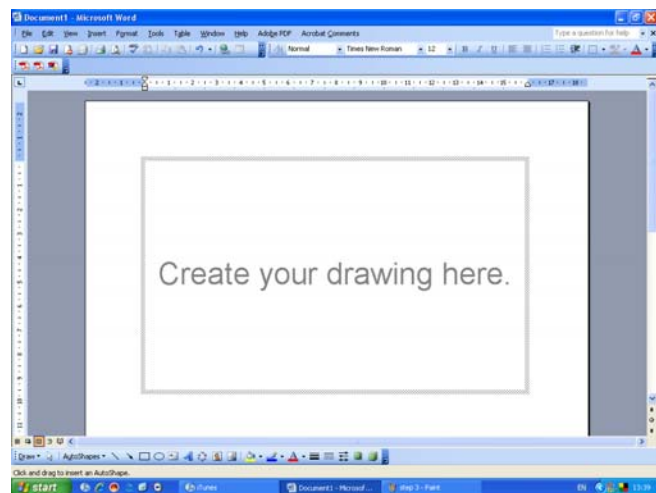 Document1 - Microsoft Word
File Edit View Insert Format Tools Table Window Help Adobe PDF Acrobat Comments
Type a question for help
Normal Times New Roman 12
Create your drawing here.
Draw AutoShapes
Click and drag to insert an AutoShape.
start iTunes Document1 - Microsof... step 3 - Paint EN 13:39